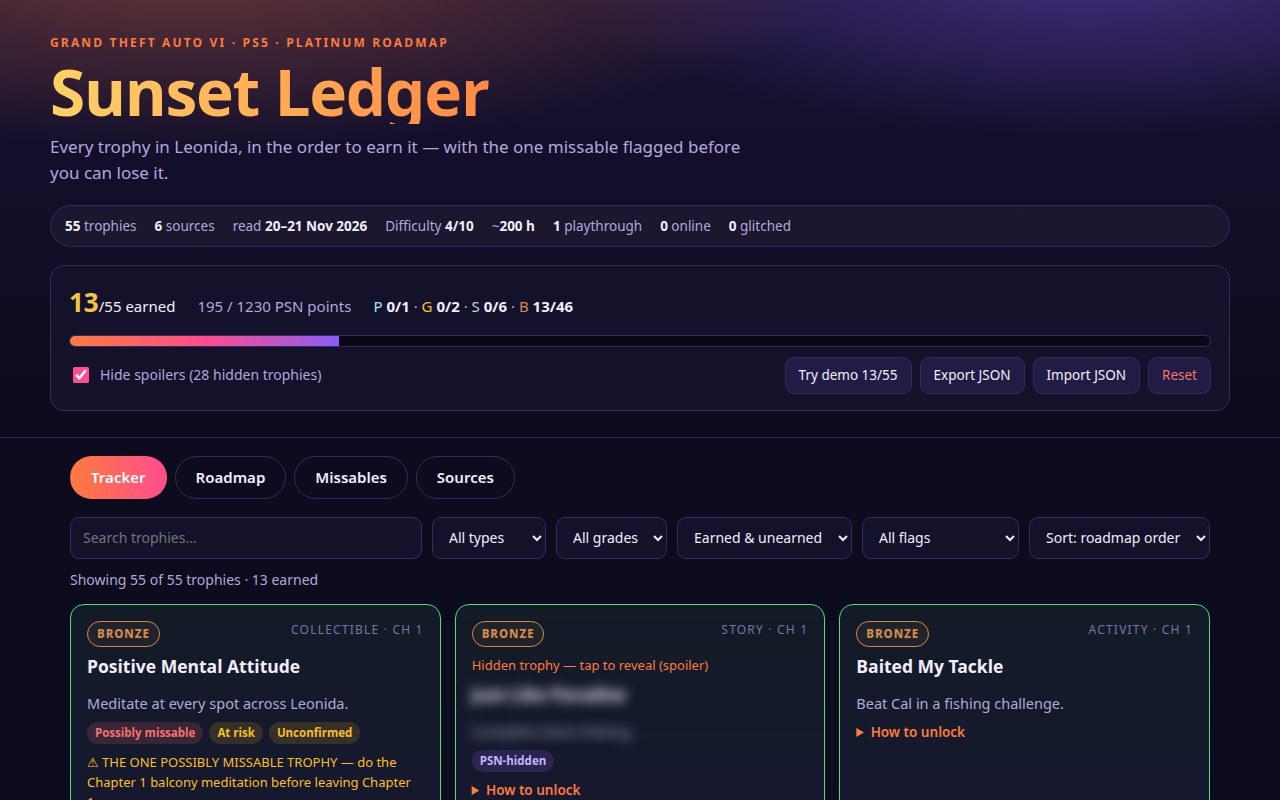 GRAND THEFT AUTO VI · PS5 · PLATINUM ROADMAP
Sunset Ledger
Every trophy in Leonida, in the order to earn it — with the one missable flagged before
you can lose it.
55 trophies 6 sources read 20–21 Nov 2026 Difficulty 4/10 ~200 h 1 playthrough 0 online 0 glitched
13/55 earned 195 / 1230 PSN points P 0/1 · G 0/2 · S 0/6 · B 13/46
Hide spoilers (28 hidden trophies) Try demo 13/55 Export JSON Import JSON Reset
Tracker Roadmap Missables Sources
Search trophies... All types All grades Earned & unearned All flags Sort: roadmap order
Showing 55 of 55 trophies · 13 earned
BRONZE COLLECTIBLE · CH 1
Positive Mental Attitude
Meditate at every spot across Leonida.
Possibly missable At risk Unconfirmed
⚠ THE ONE POSSIBLY MISSABLE TROPHY — do the
Chapter 1 balcony meditation before leaving Chapter
BRONZE STORY · CH 1
Hidden trophy — tap to reveal (spoiler)
PSN-hidden
▶ How to unlock
BRONZE ACTIVITY · CH 1
Baited My Tackle
Beat Cal in a fishing challenge.
▶ How to unlock